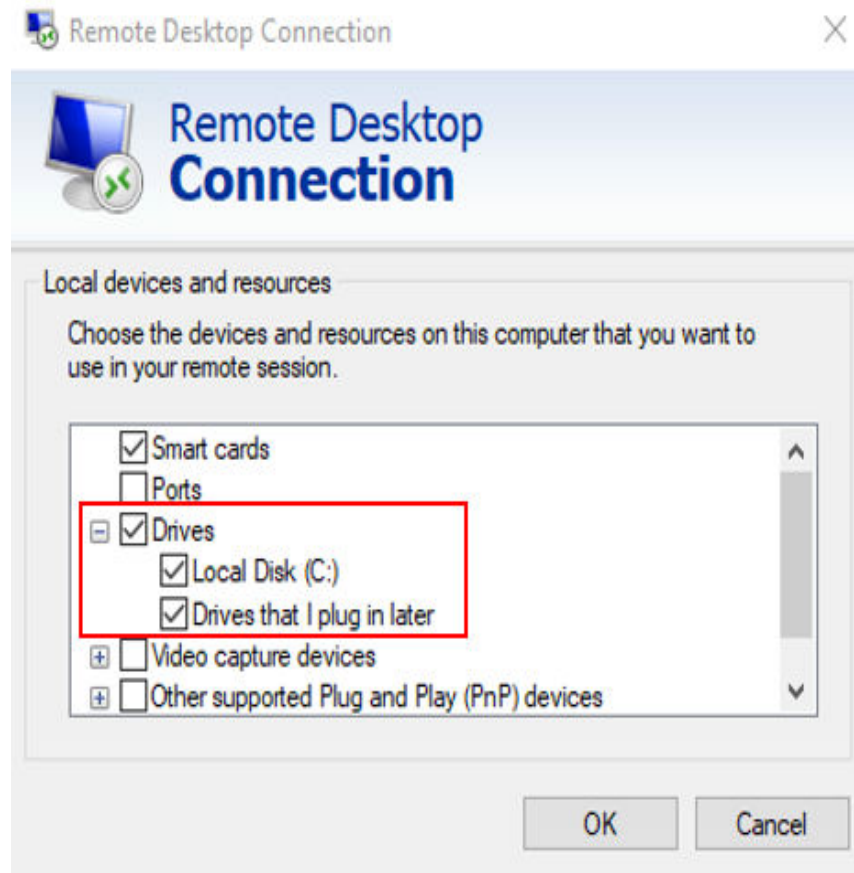 Remote Desktop Connection
Remote Desktop
Connection
Local devices and resources
Choose the devices and resources on this computer that you want to
use in your remote session.
Smart cards
Ports
Drives
Local Disk (C:)
Drives that I plug in later
Video capture devices
Other supported Plug and Play (PnP) devices
OK Cancel